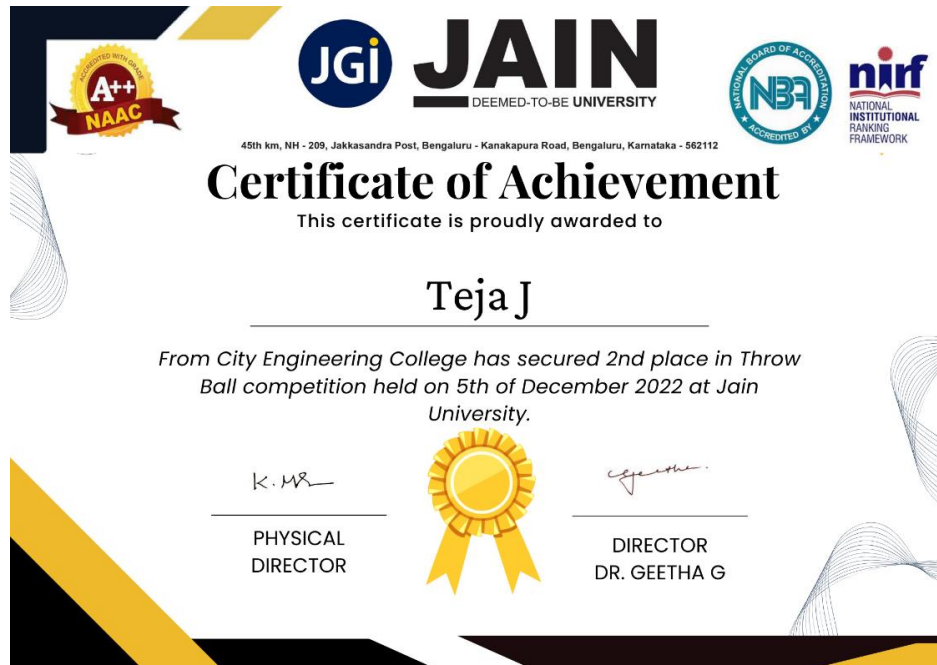 ACCREDITED WITH GRADE
A++
NAAC
JGi
JAIN
DEEMED-TO-BE UNIVERSITY
NATIONAL BOARD OF ACCREDITATION
NBA
ACCREDITED BY
nirf
NATIONAL
INSTITUTIONAL
RANKING
FRAMEWORK
45th km, NH - 209, Jakkasandra Post, Bengaluru - Kanakapura Road, Bengaluru, Karnataka - 562112
Certificate of Achievement
This certificate is proudly awarded to
Teja J
From City Engineering College has secured 2nd place in Throw
Ball competition held on 5th of December 2022 at Jain
University.
Geetha.
PHYSICAL
DIRECTOR
DIRECTOR
DR. GEETHA G